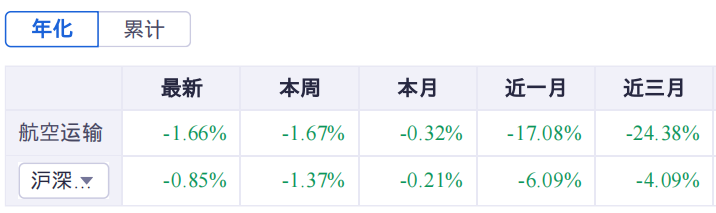 年化 累计
最新 本周 本月 近一月 近三月
航空运输 -1.66% -1.67% -0.32% -17.08% -24.38%
沪深... -0.85% -1.37% -0.21% -6.09% -4.09%